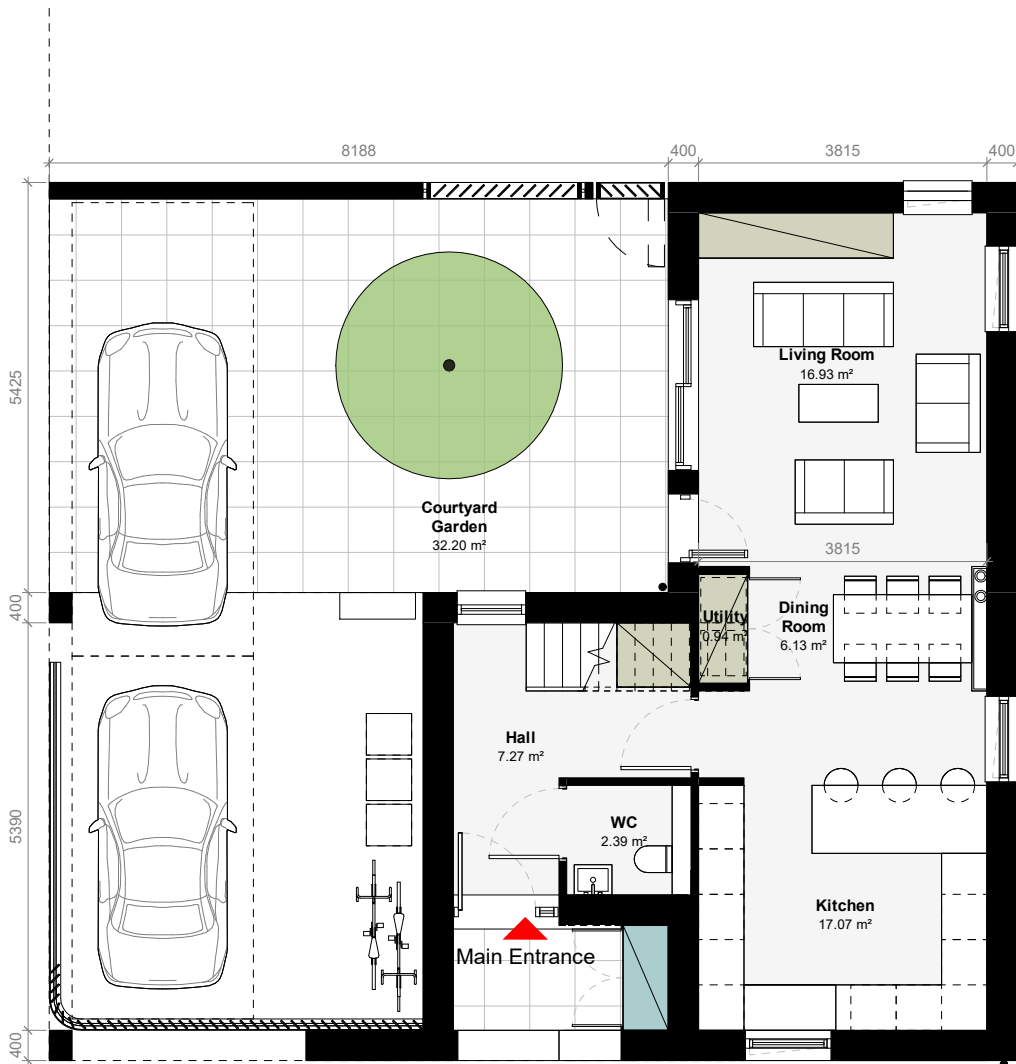 8188
400
3815
400
5425
Living Room
16.93 m²
Courtyard
Garden
32.20 m²
3815
400
Utility
0.94 m²
Dining
Room
6.13 m²
Hall
7.27 m²
5390
WC
2.39 m²
Kitchen
17.07 m²
Main Entrance
400